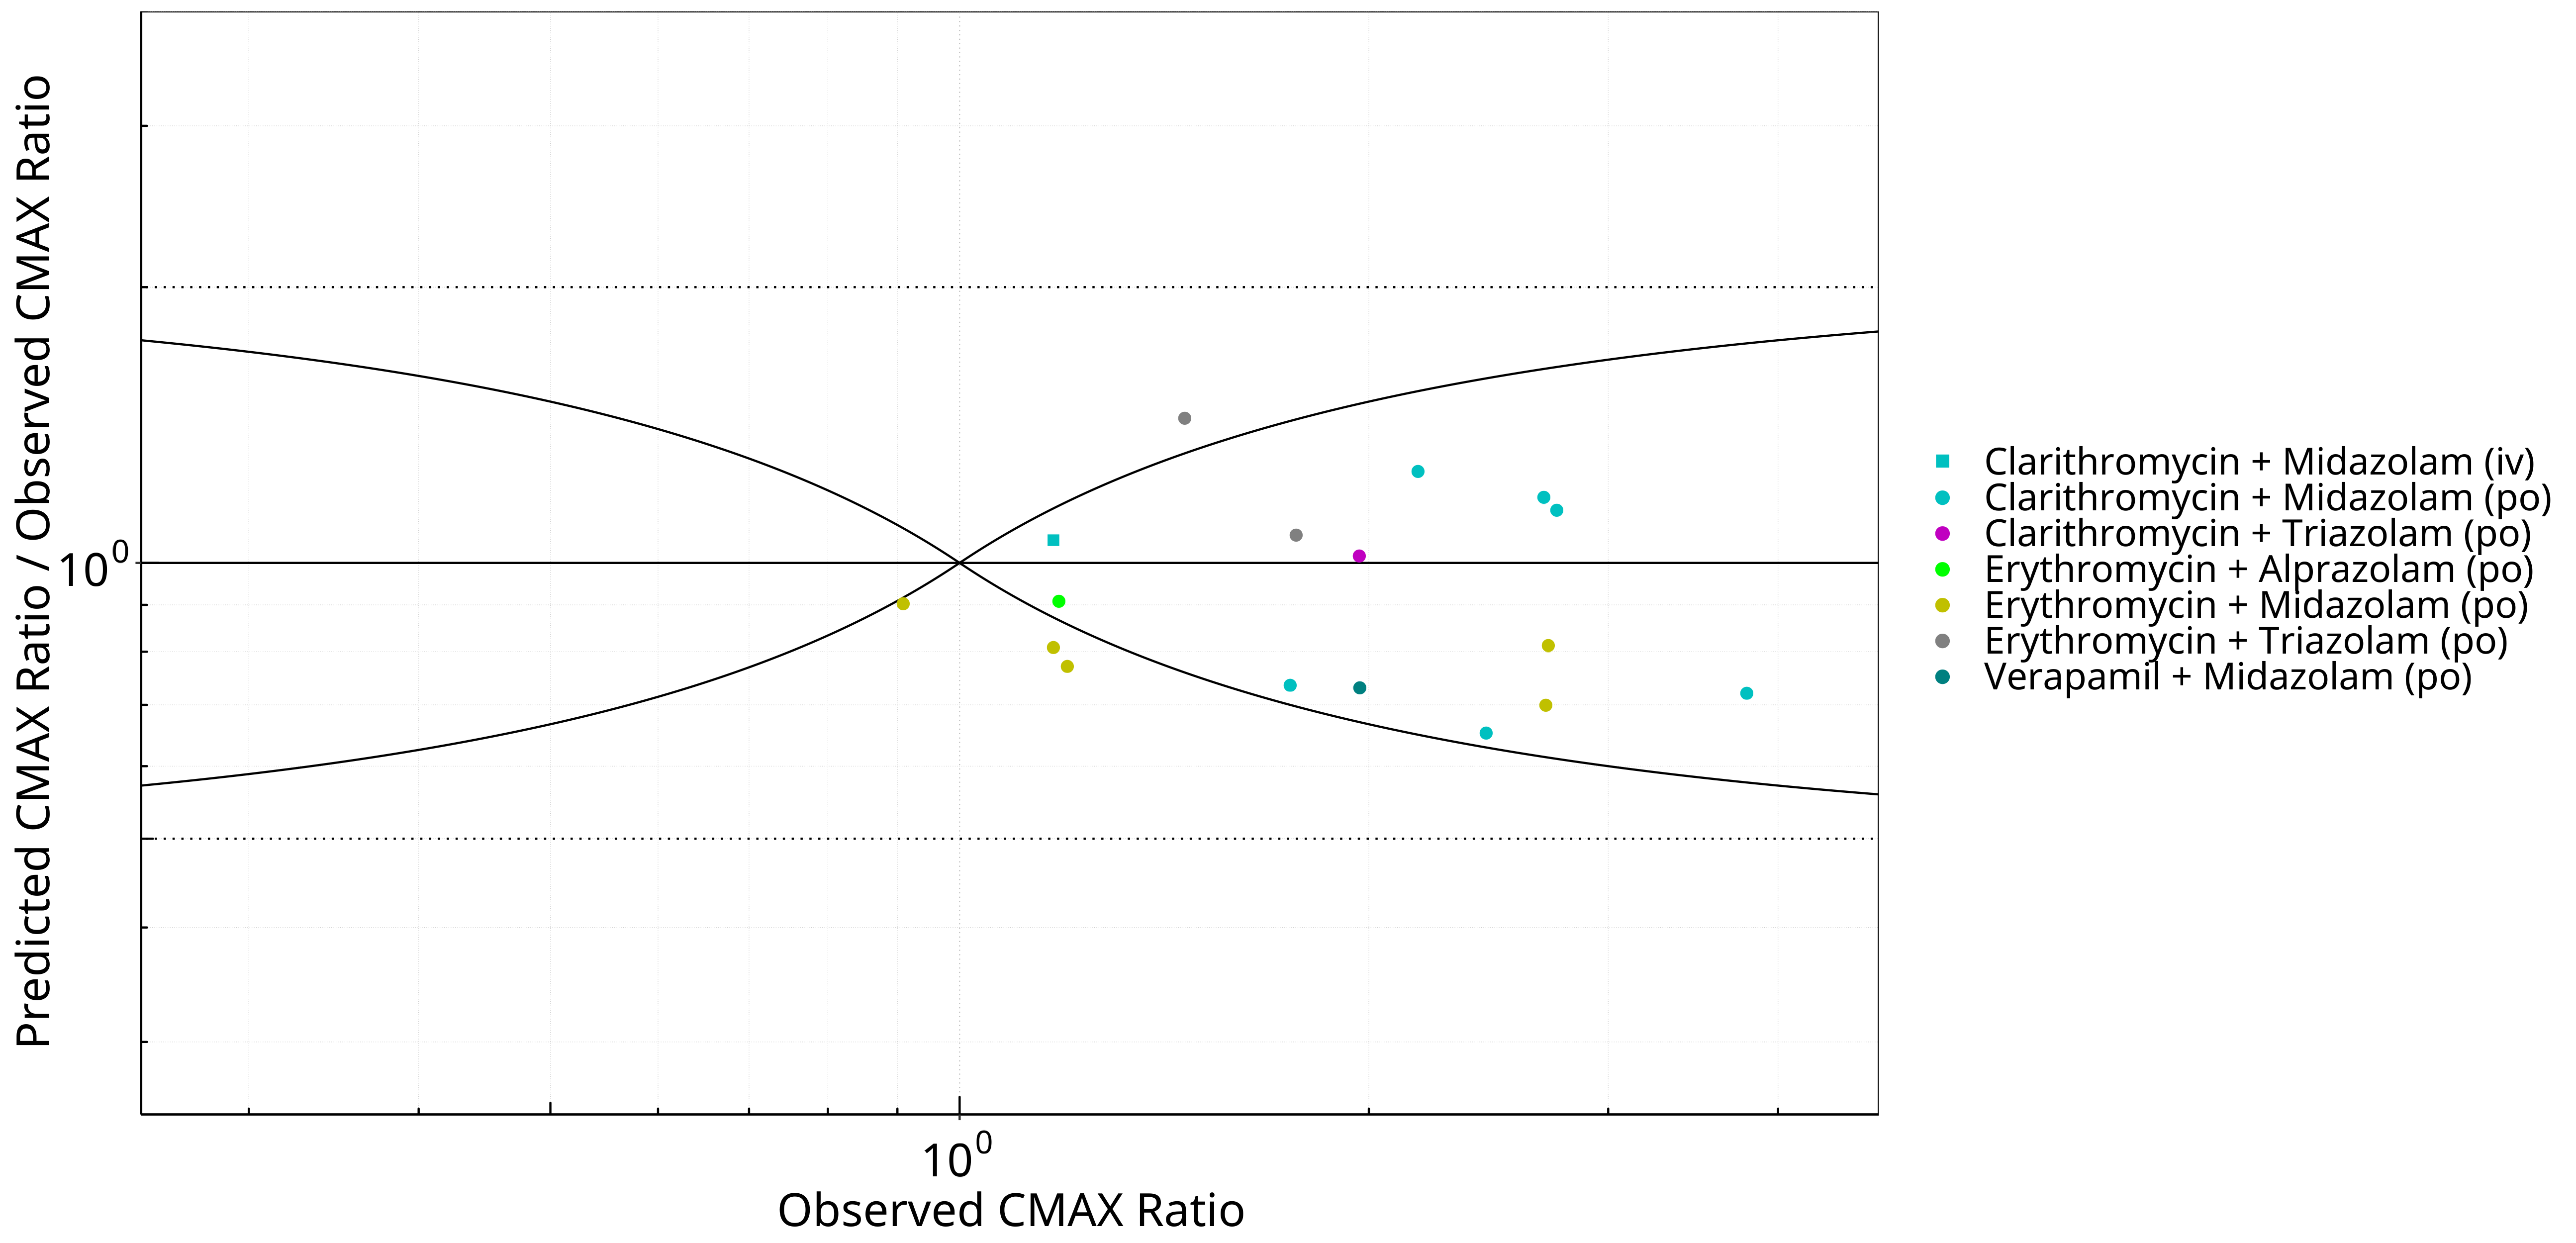 Predicted CMAX Ratio / Observed CMAX Ratio
10⁰
10⁰
Observed CMAX Ratio
Clarithromycin + Midazolam (iv)
Clarithromycin + Midazolam (po)
Clarithromycin + Triazolam (po)
Erythromycin + Alprazolam (po)
Erythromycin + Midazolam (po)
Erythromycin + Triazolam (po)
Verapamil + Midazolam (po)